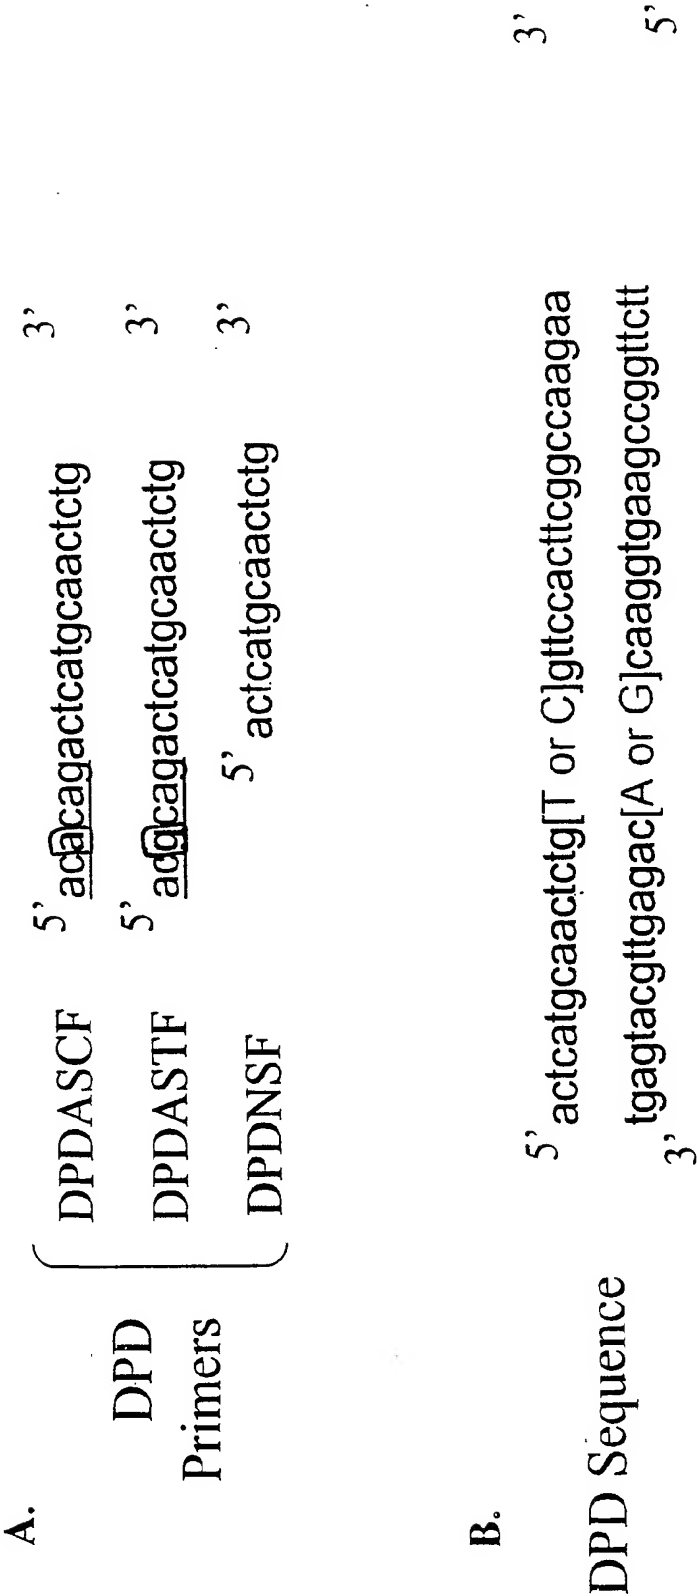 A.
DPD Primers
DPDASCF 5’ acacagactcatgcaactctg 3’
DPDASTF 5’ acgcagactcatgcaactctg 3’
DPDNSF 5’ actcatgcaactctg 3’
B.
DPD Sequence
5’ actcatgcaactctg[T or C]gttccacttcggccaagaa 3’
3’ tgagtacgttgagac[A or G]caaggtgaagccggttctt 5’